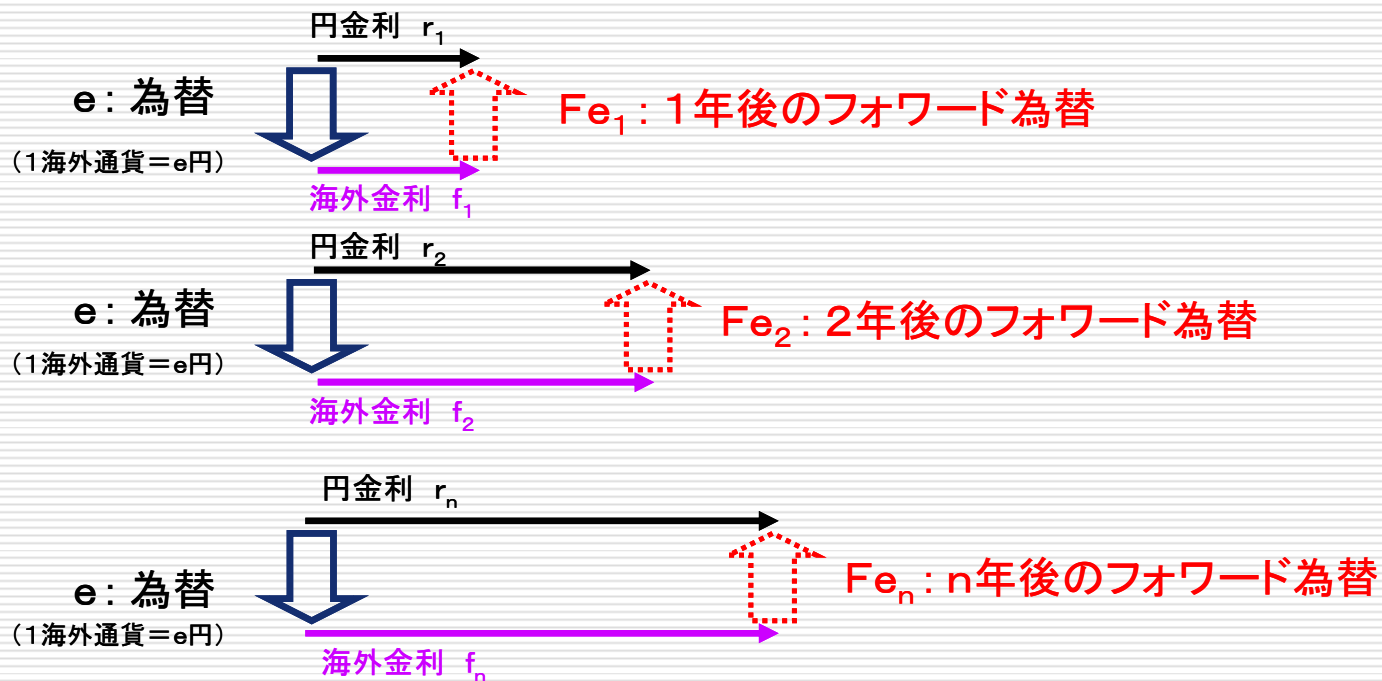 円金利 r₁
e：為替
Fe₁：1年後のフォワード為替
（1海外通貨＝e円）
海外金利 f₁
円金利 r₂
e：為替
Fe₂：2年後のフォワード為替
（1海外通貨＝e円）
海外金利 f₂
円金利 rₙ
e：為替
Feₙ：n年後のフォワード為替
（1海外通貨＝e円）
海外金利 fₙ